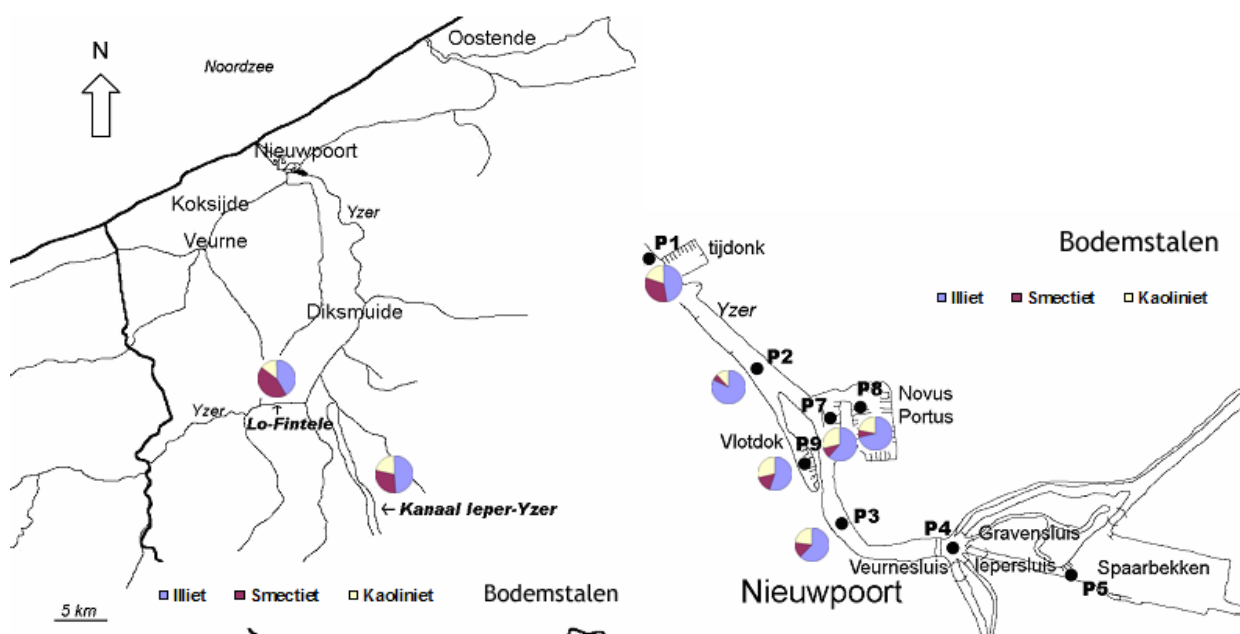 N
Noordzee
Oostende
Nieuwpoort
Koksijde
Yzer
Veurne
Diksmuide
Yzer
Lo-Fintele
Kanaal Ieper-Yzer
5 km
Illiet Smectiet Kaoliniet
Bodemstalen
P1
tijdonk
Bodemstalen
Illiet Smectiet Kaoliniet
Yzer
P2
P8
Novus
Portus
P7
Vlotdok
P9
P3
P4
Gravensluis
Veurnesluis
Iepersluis
Spaarbekken
P5
Nieuwpoort